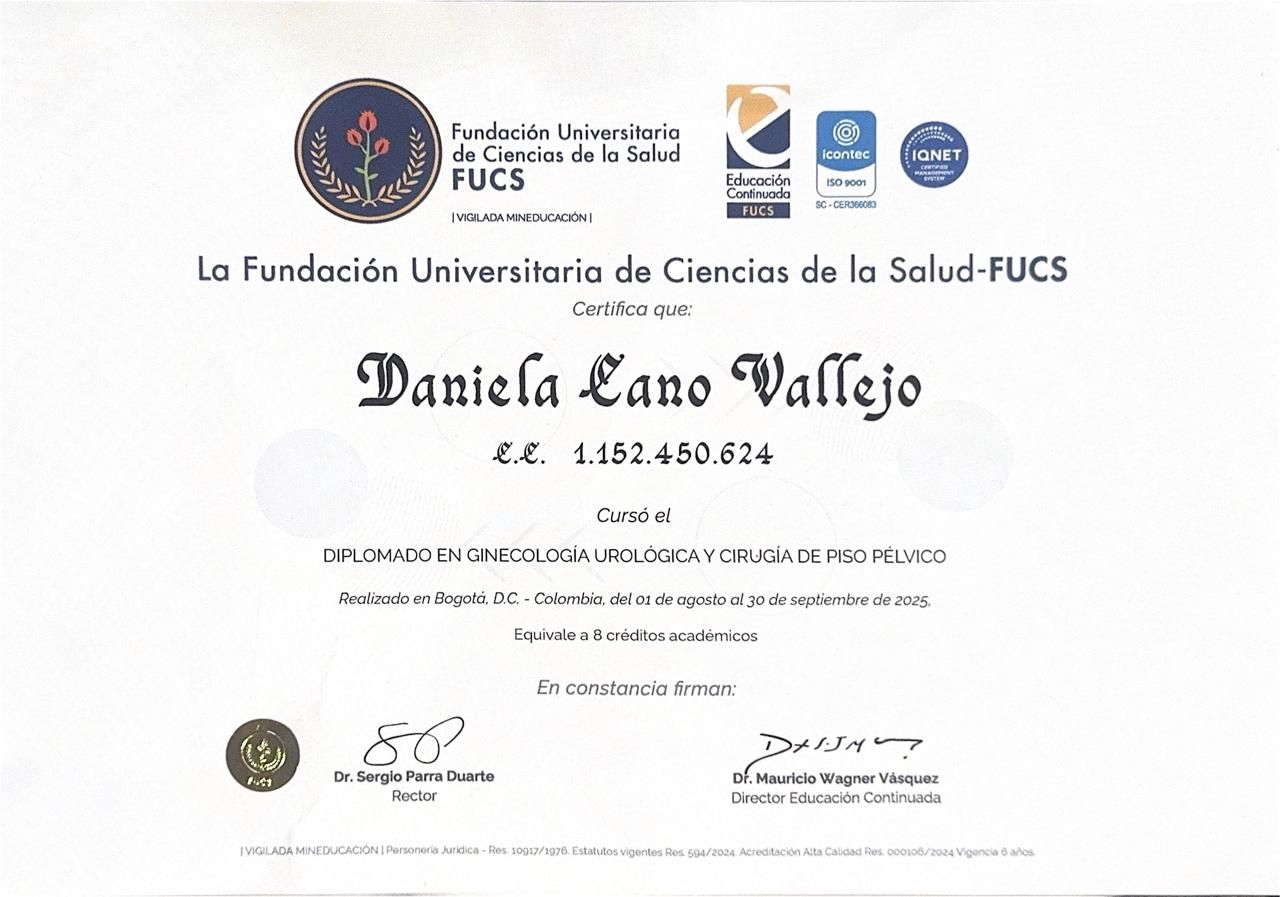 Fundación Universitaria
de Ciencias de la Salud
FUCS
| VIGILADA MINEDUCACIÓN |
Educación
Continuada
FUCS
icontec
ISO 9001
SC - CER366083
IQNET
CERTIFIED
MANAGEMENT
SYSTEM
La Fundación Universitaria de Ciencias de la Salud-FUCS
Certifica que:
Daniela Cano Vallejo
C.C. 1.152.450.624
Cursó el
DIPLOMADO EN GINECOLOGÍA UROLÓGICA Y CIRUGÍA DE PISO PÉLVICO
Realizado en Bogotá, D.C. - Colombia, del 01 de agosto al 30 de septiembre de 2025,
Equivale a 8 créditos académicos
En constancia firman:
FUCS
Dr. Sergio Parra Duarte
Rector
Dr. Mauricio Wagner Vásquez
Director Educación Continuada
| VIGILADA MINEDUCACIÓN | Personería Jurídica - Res. 10917/1976. Estatutos vigentes Res. 594/2024. Acreditación Alta Calidad Res. 000106/2024 Vigencia 6 años.